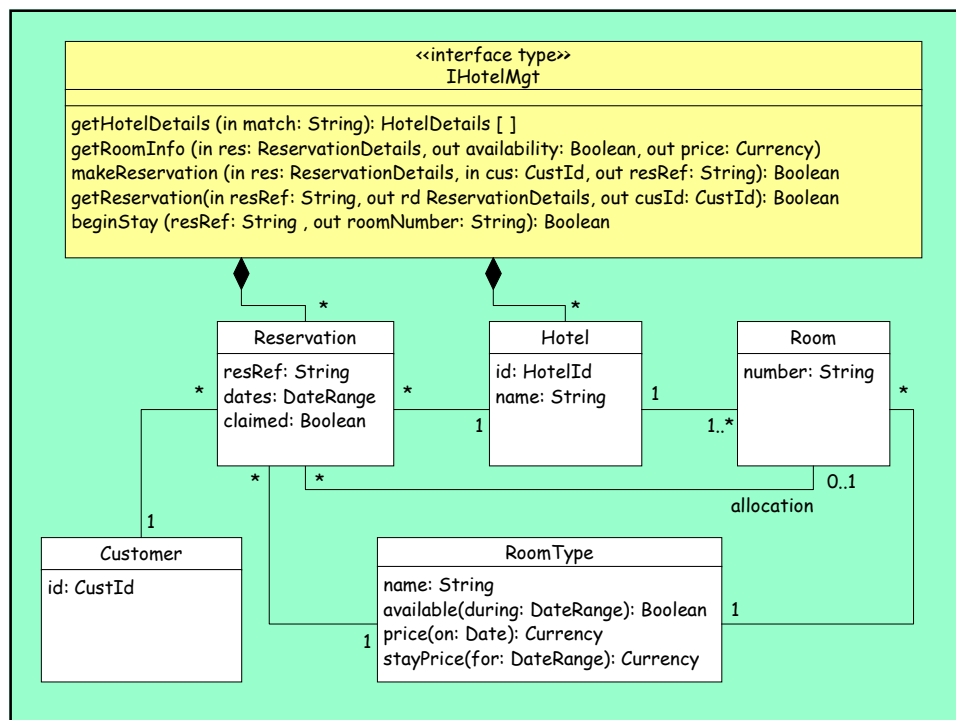 <<interface type>>
IHotelMgt
getHotelDetails (in match: String): HotelDetails [ ]
getRoomInfo (in res: ReservationDetails, out availability: Boolean, out price: Currency)
makeReservation (in res: ReservationDetails, in cus: CustId, out resRef: String): Boolean
getReservation(in resRef: String, out rd ReservationDetails, out cusId: CustId): Boolean
beginStay (resRef: String , out roomNumber: String): Boolean
*
*
Reservation
resRef: String
dates: DateRange
claimed: Boolean
Hotel
id: HotelId
name: String
Room
number: String
*
*
1
1
1..*
*
*
*
0..1
allocation
1
Customer
id: CustId
RoomType
name: String
available(during: DateRange): Boolean
price(on: Date): Currency
stayPrice(for: DateRange): Currency
1
1